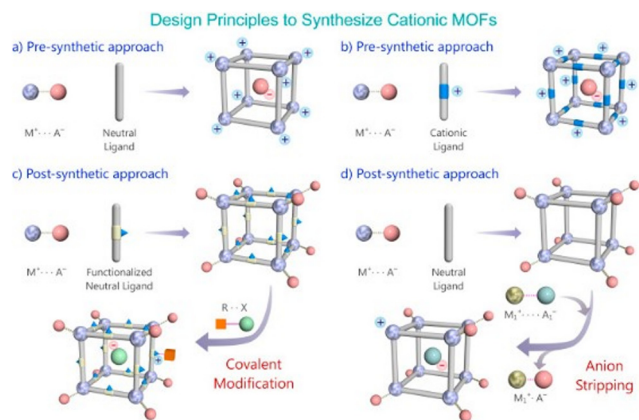 Design Principles to Synthesize Cationic MOFs
a) Pre-synthetic approach
M⁺····A⁻
Neutral
Ligand
b) Pre-synthetic approach
M⁺····A⁻
Cationic
Ligand
c) Post-synthetic approach
M⁺····A⁻
Functionalized
Neutral Ligand
R··X
Covalent
Modification
d) Post-synthetic approach
M⁺····A⁻
Neutral
Ligand
M₁⁺····A₁⁻
Anion
Stripping
M₁⁺·A⁻